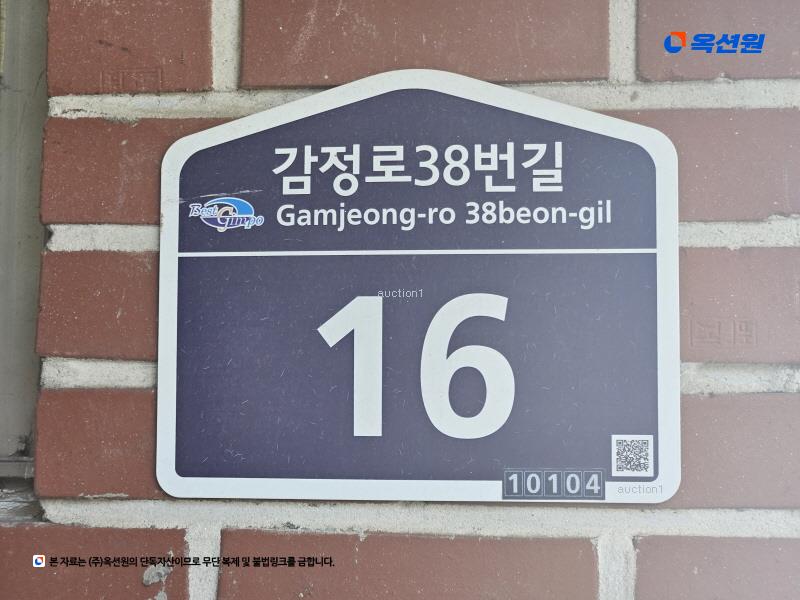 옥션원
감정로38번길
Best Gimpo
Gamjeong-ro 38beon-gil
auction1
16
10104
auction1
본 자료는 (주)옥션원의 단독자산이므로 무단 복제 및 불법링크를 금합니다.